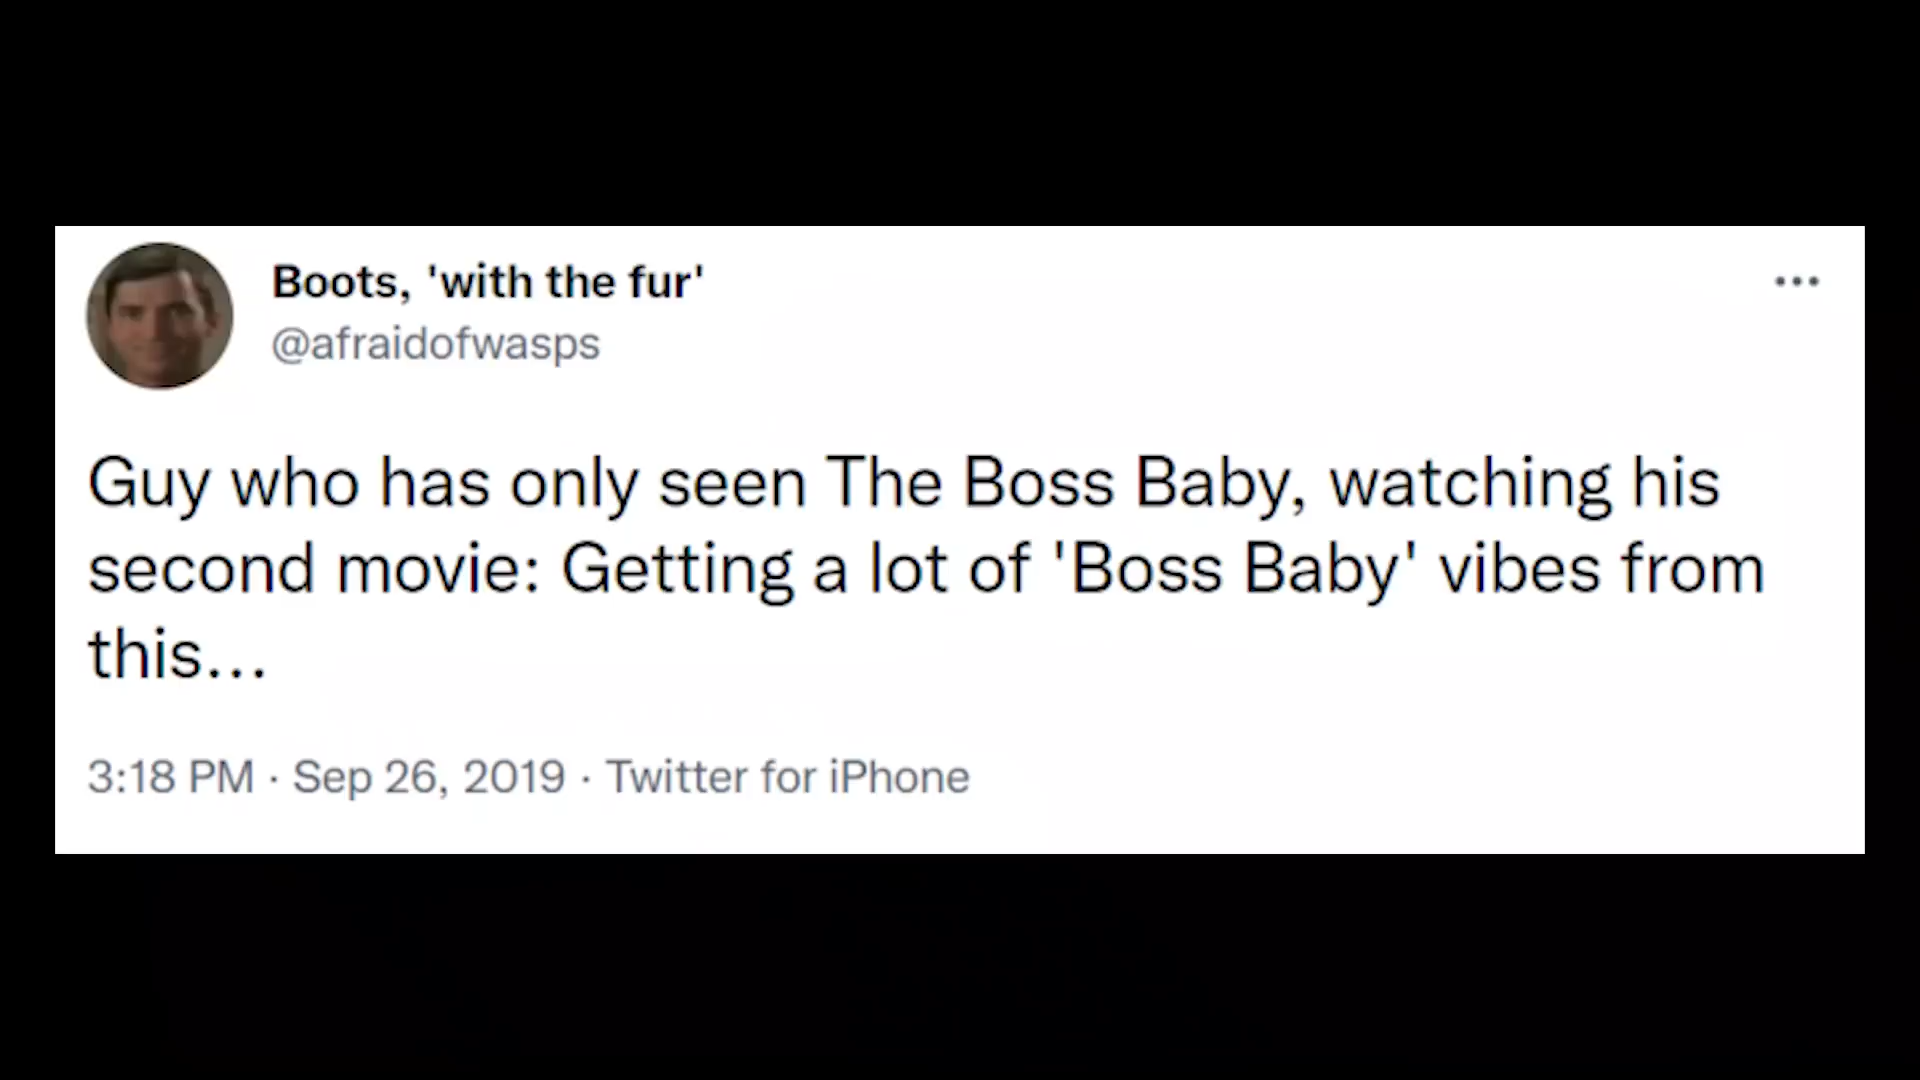 Boots, 'with the fur'
@afraidofwasps
Guy who has only seen The Boss Baby, watching his
second movie: Getting a lot of 'Boss Baby' vibes from
this...
3:18 PM · Sep 26, 2019 · Twitter for iPhone